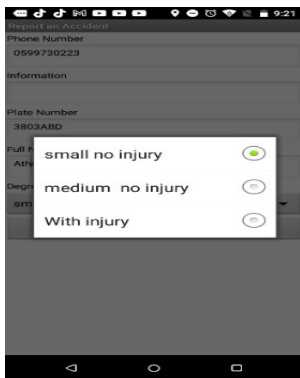 9:21
Report an Accident
Phone Number
0599730223
Information
Plate Number
3803ABD
Full
small no injury
medium no injury
With injury